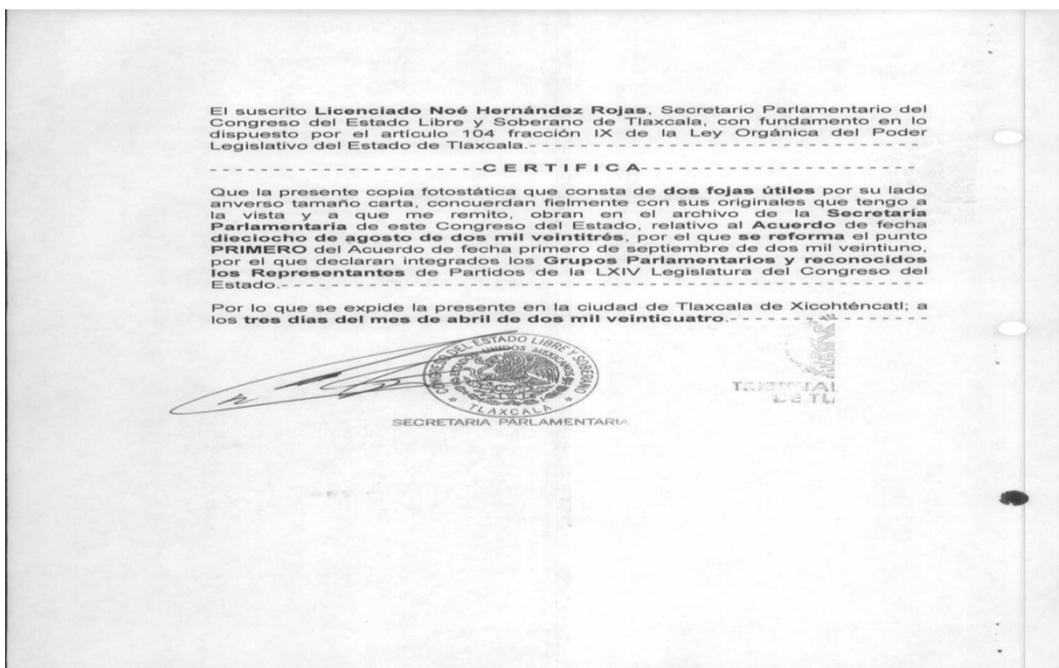 El suscrito Licenciado Noé Hernández Rojas, Secretario Parlamentario del
Congreso del Estado Libre y Soberano de Tlaxcala, con fundamento en lo
dispuesto por el artículo 104 fracción IX de la Ley Orgánica del Poder
Legislativo del Estado de Tlaxcala.- - - - - - - - - - - - - - - - - - - - - - - - - - - - - - - - -
- - - - - - - - - - - - - - - - - - - - - - -C E R T I F I C A- - - - - - - - - - - - - - - - - - - - - - - -
Que la presente copia fotostática que consta de dos fojas útiles por su lado
anverso tamaño carta, concuerdan fielmente con sus originales que tengo a
la vista y a que me remito, obran en el archivo de la Secretaría
Parlamentaria de este Congreso del Estado, relativo al Acuerdo de fecha
dieciocho de agosto de dos mil veintitrés, por el que se reforma el punto
PRIMERO del Acuerdo de fecha primero de septiembre de dos mil veintiuno,
por el que declaran integrados los Grupos Parlamentarios y reconocidos
los Representantes de Partidos de la LXIV Legislatura del Congreso del
Estado.- - - - - - - - - - - - - - - - - - - - - - - - - - - - - - - - - - - - - - - - - - - - - - - - - - - - - -
Por lo que se expide la presente en la ciudad de Tlaxcala de Xicohténcatl; a
los tres días del mes de abril de dos mil veinticuatro.- - - - - - - - - - - - - - - - -
CONGRESO DEL ESTADO LIBRE Y SOBERANO
ESTADOS UNIDOS MEXICANOS
TLAXCALA
SECRETARIA PARLAMENTARIA
DE TL